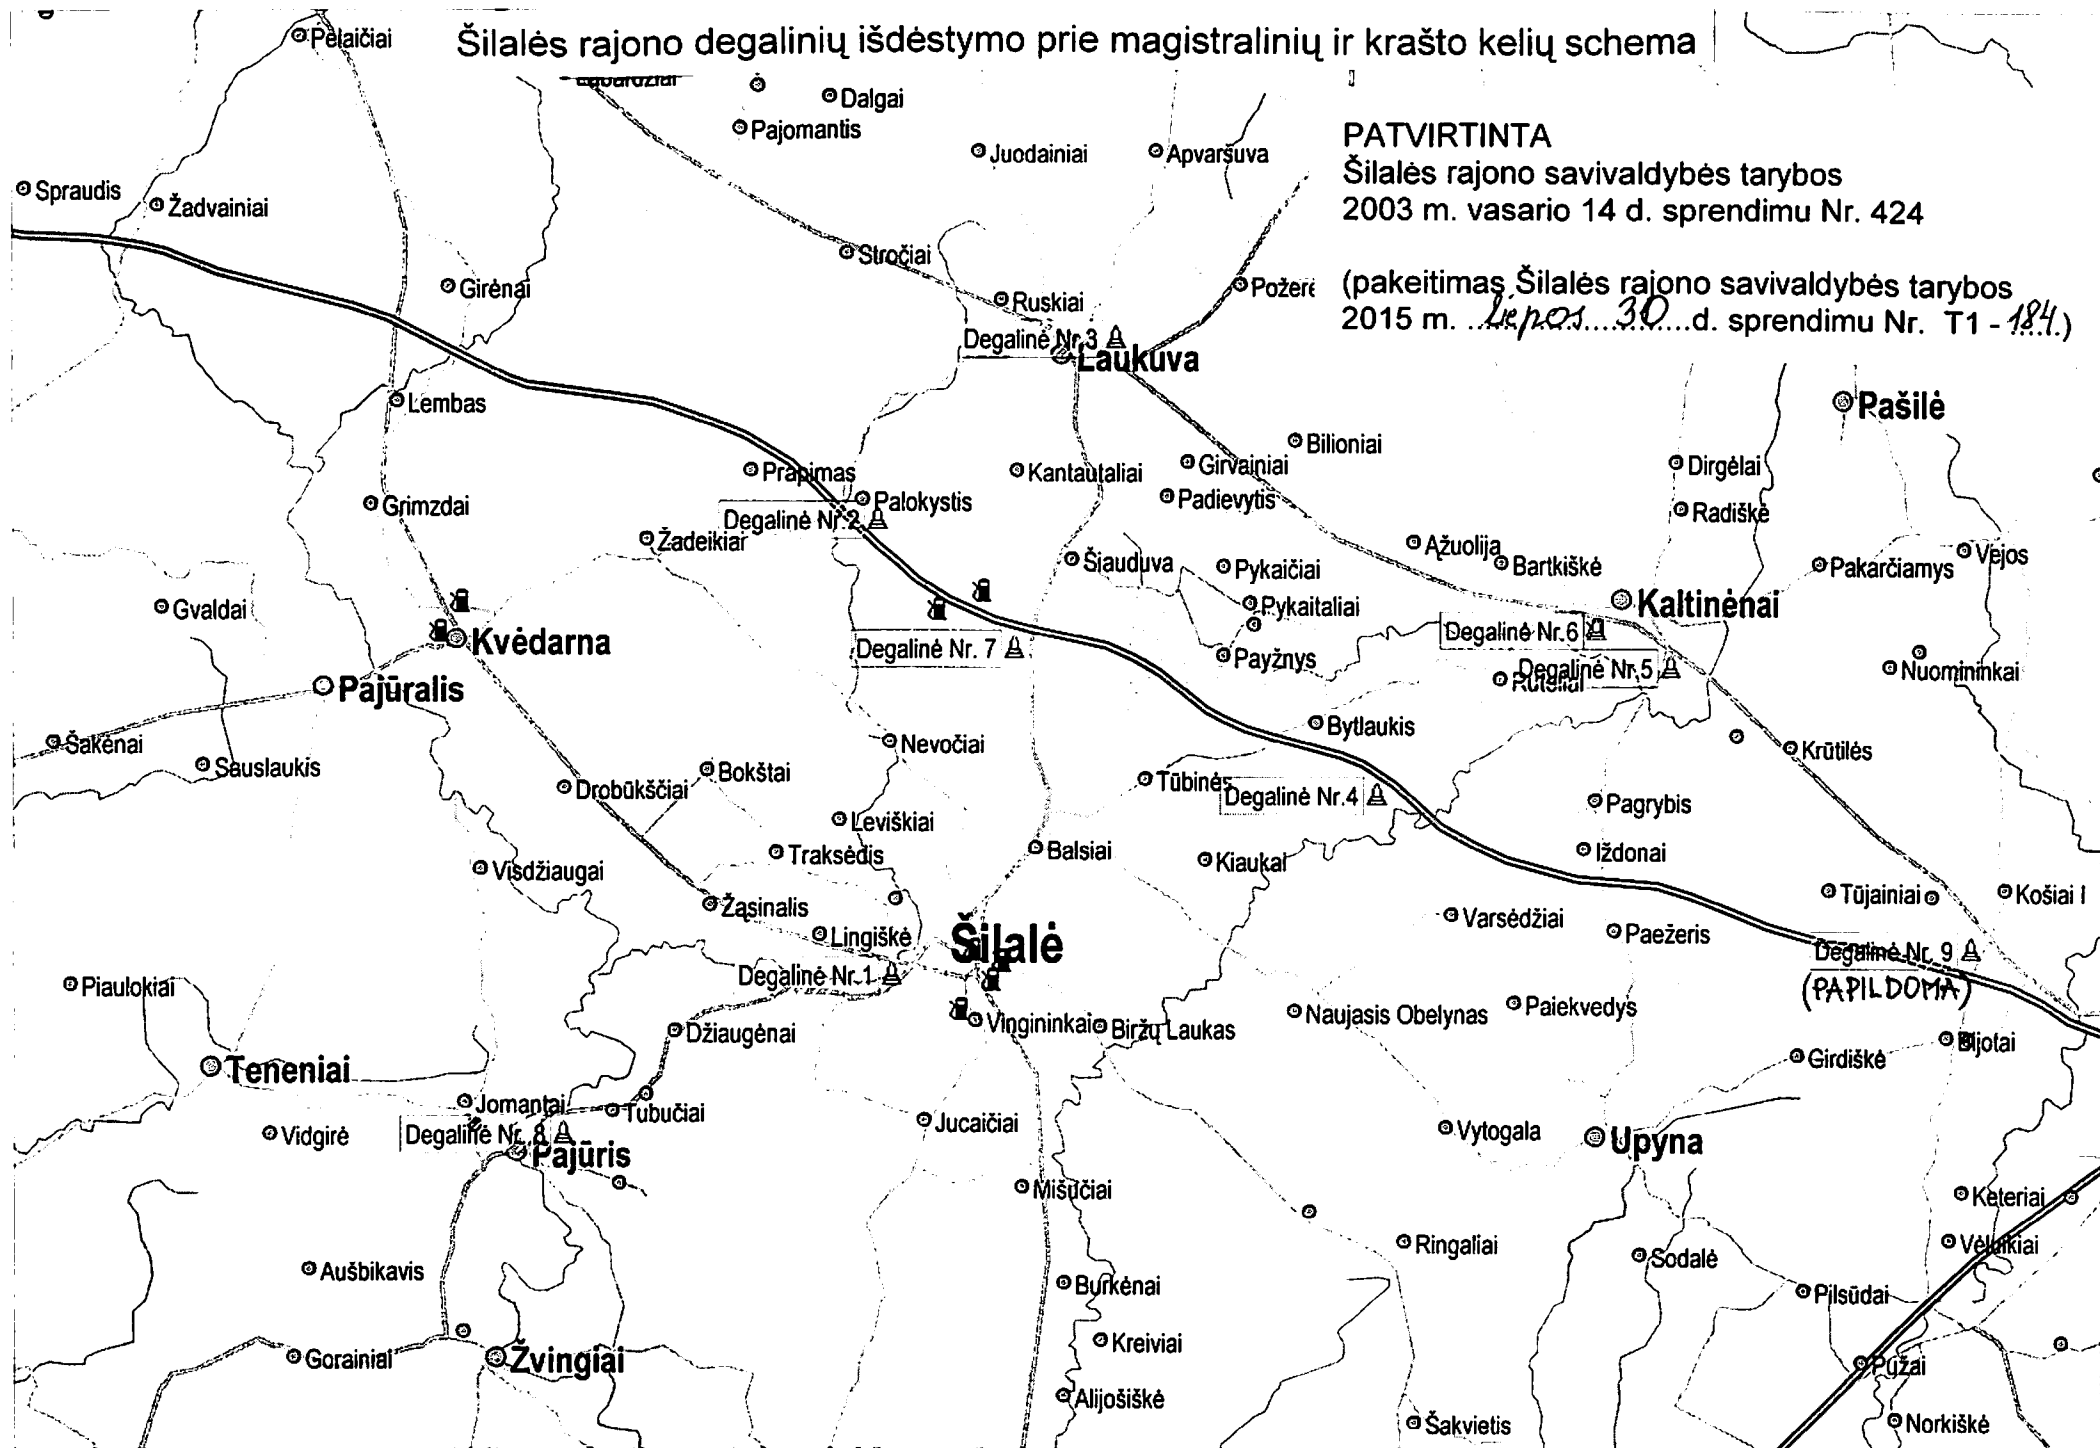 Šilalės rajono degalinių išdėstymo prie magistralinių ir krašto kelių schema
PATVIRTINTA
Šilalės rajono savivaldybės tarybos
2003 m. vasario 14 d. sprendimu Nr. 424
(pakeitimas Šilalės rajono savivaldybės tarybos
2015 m. ...liepos....30....d. sprendimu Nr. T1 - 184.)
Pelaičiai
Dalgai
Pajomantis
Juodainiai
Apvaršuva
Spraudis
Žadvainiai
Stročiai
Girėnai
Ruskiai
Požerė
Degalinė Nr.3
Laukuva
Lembas
Pašilė
Bilioniai
Prapimas
Kantautaliai
Girvainiai
Dirgėlai
Grimzdai
Palokystis
Padievytis
Radiškė
Degalinė Nr.2
Žadeikiai
Šiauduva
Pykaičiai
Ąžuolija
Bartkiškė
Pakarčiamys
Vejos
Gvaldai
Pykaitaliai
Kaltinėnai
Kvėdarna
Degalinė Nr. 7
Payžnys
Degalinė Nr.6
Degalinė Nr.5
Nuomininkai
Pajūralis
Šakėnai
Sauslaukis
Nevočiai
Bytlaukis
Krūtilės
Drobūkščiai
Bokštai
Tūbinės
Degalinė Nr.4
Pagrybis
Leviškiai
Traksėdis
Balsiai
Kiaukai
Iždonai
Visdžiaugai
Žąsinalis
Tūjainiai
Košiai I
Lingiškė
Šilalė
Varsėdžiai
Paežeris
Degalinė Nr. 9
(PAPILDOMA)
Degalinė Nr.1
Piaulokiai
Džiaugėnai
Vingininkai
Biržų Laukas
Naujasis Obelynas
Paiekvedys
Bijotai
Girdiškė
Teneniai
Jomantai
Tubučiai
Vidgirė
Degalinė Nr. 8
Pajūris
Jucaičiai
Vytogala
Upyna
Mišučiai
Keteriai
Aušbikavis
Burkėnai
Ringaliai
Sodalė
Vėluikiai
Pilsūdai
Gorainiai
Žvingiai
Kreiviai
Pužai
Alijošiškė
Šakvietis
Norkiškė